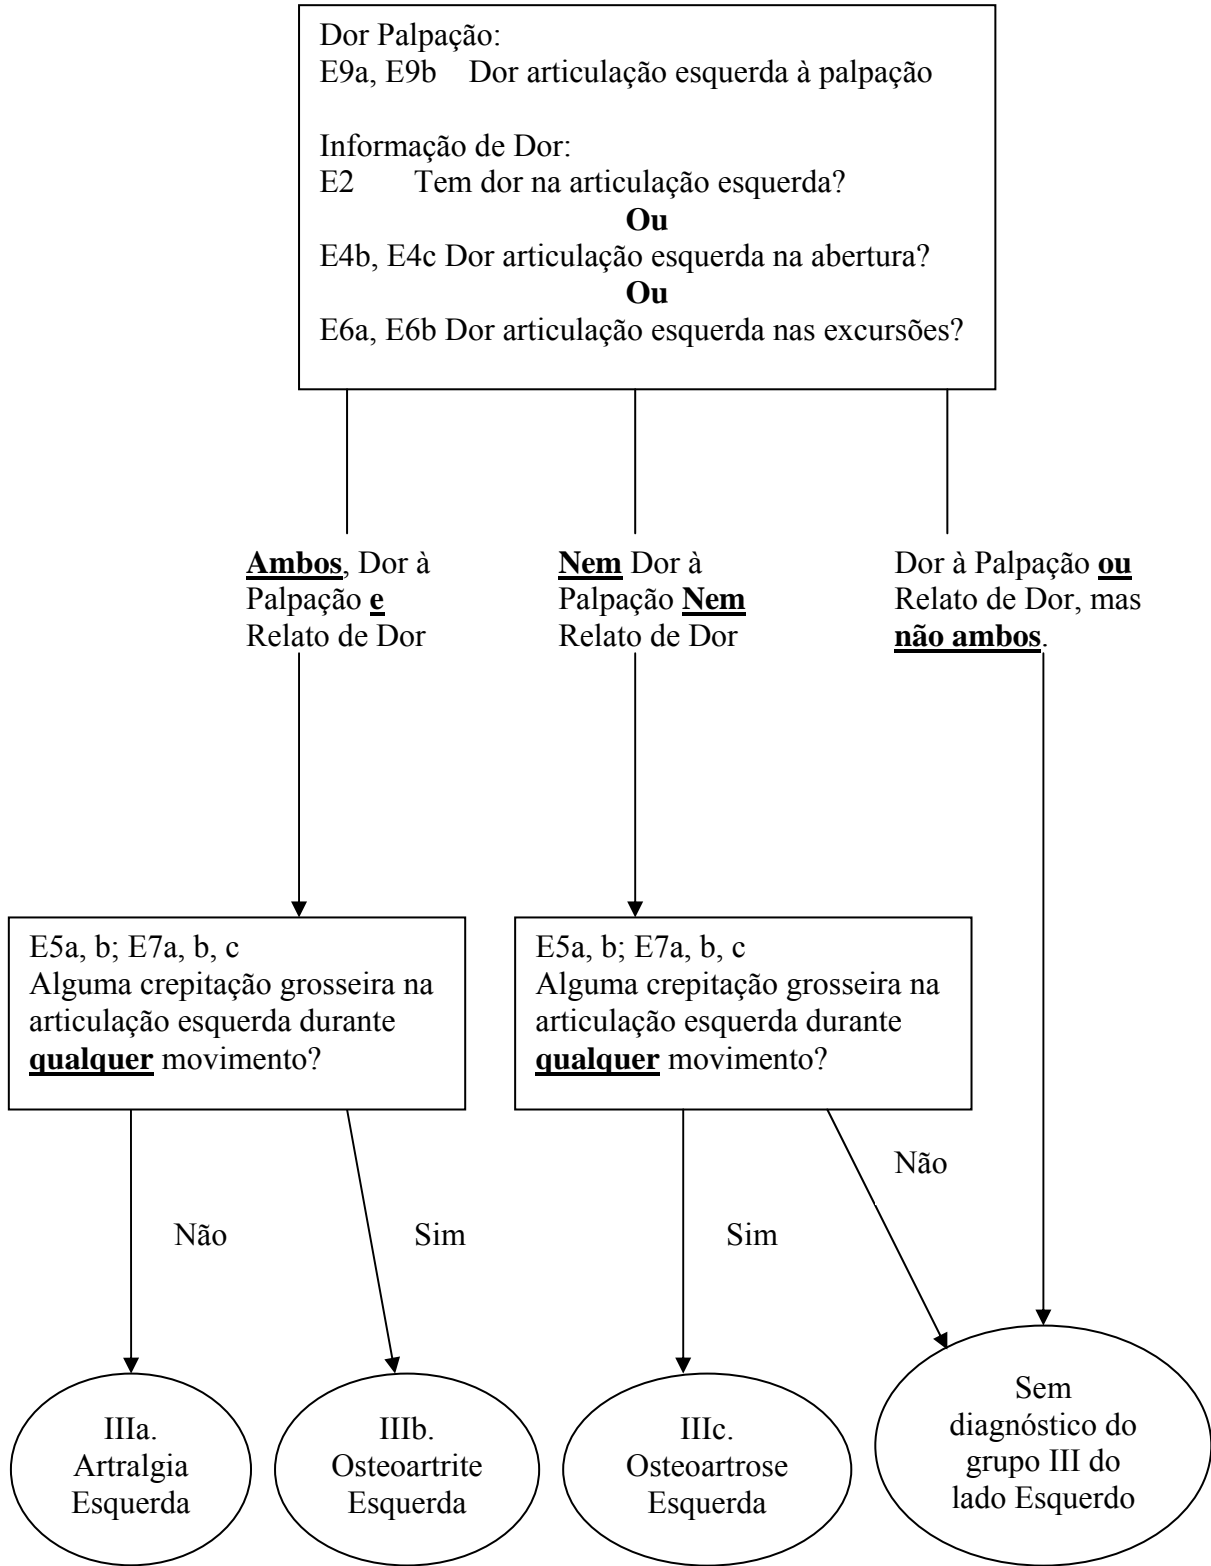 Dor Palpação:
E9a, E9b Dor articulação esquerda à palpação
Informação de Dor:
E2 Tem dor na articulação esquerda?
Ou
E4b, E4c Dor articulação esquerda na abertura?
Ou
E6a, E6b Dor articulação esquerda nas excursões?
Ambos, Dor à
Palpação e
Relato de Dor
Nem Dor à
Palpação Nem
Relato de Dor
Dor à Palpação ou
Relato de Dor, mas
não ambos.
E5a, b; E7a, b, c
Alguma crepitação grosseira na
articulação esquerda durante
qualquer movimento?
E5a, b; E7a, b, c
Alguma crepitação grosseira na
articulação esquerda durante
qualquer movimento?
Não
Sim
Sim
Não
IIIa.
Artralgia
Esquerda
IIIb.
Osteoartrite
Esquerda
IIIc.
Osteoartrose
Esquerda
Sem
diagnóstico do
grupo III do
lado Esquerdo